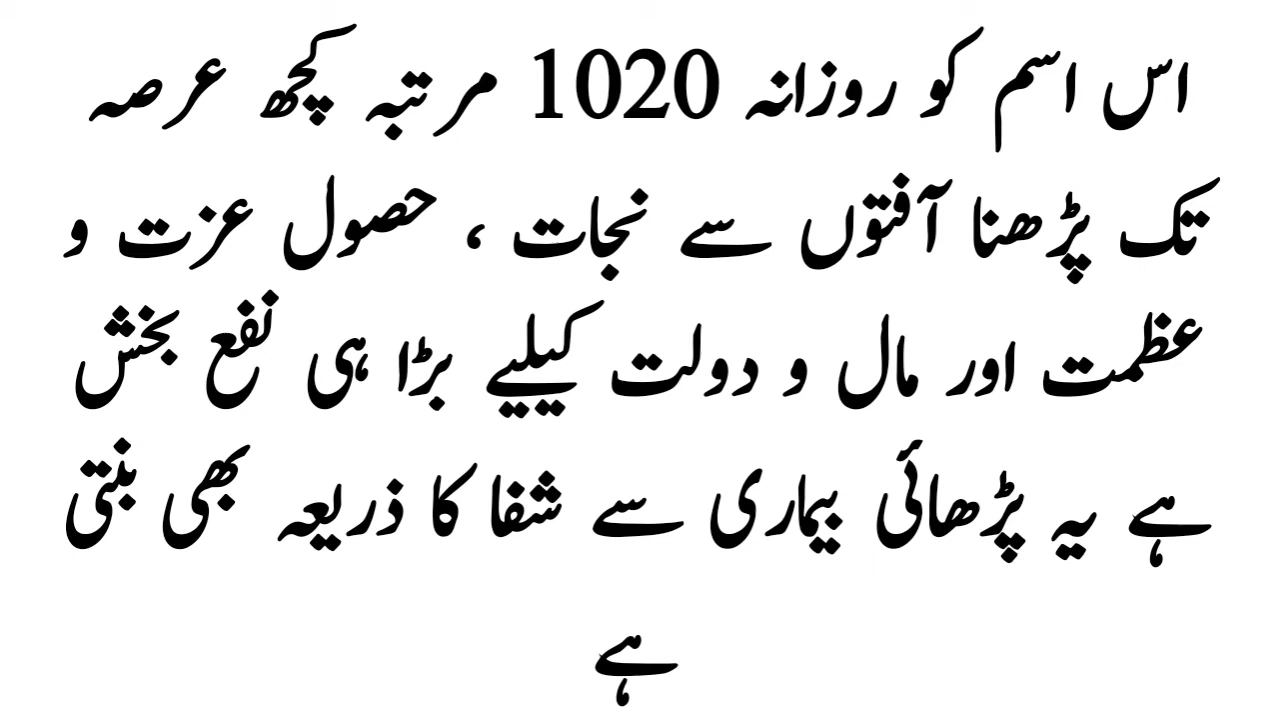 اس اسم کو روزانہ 1020 مرتبہ کچھ عرصہ
تک پڑھنا آفتوں سے نجات ، حصول عزت و
عظمت اور مال و دولت کیلیے بڑا ہی نفع بخش
ہے یہ پڑھائی بیماری سے شفا کا ذریعہ بھی بنتی
ہے